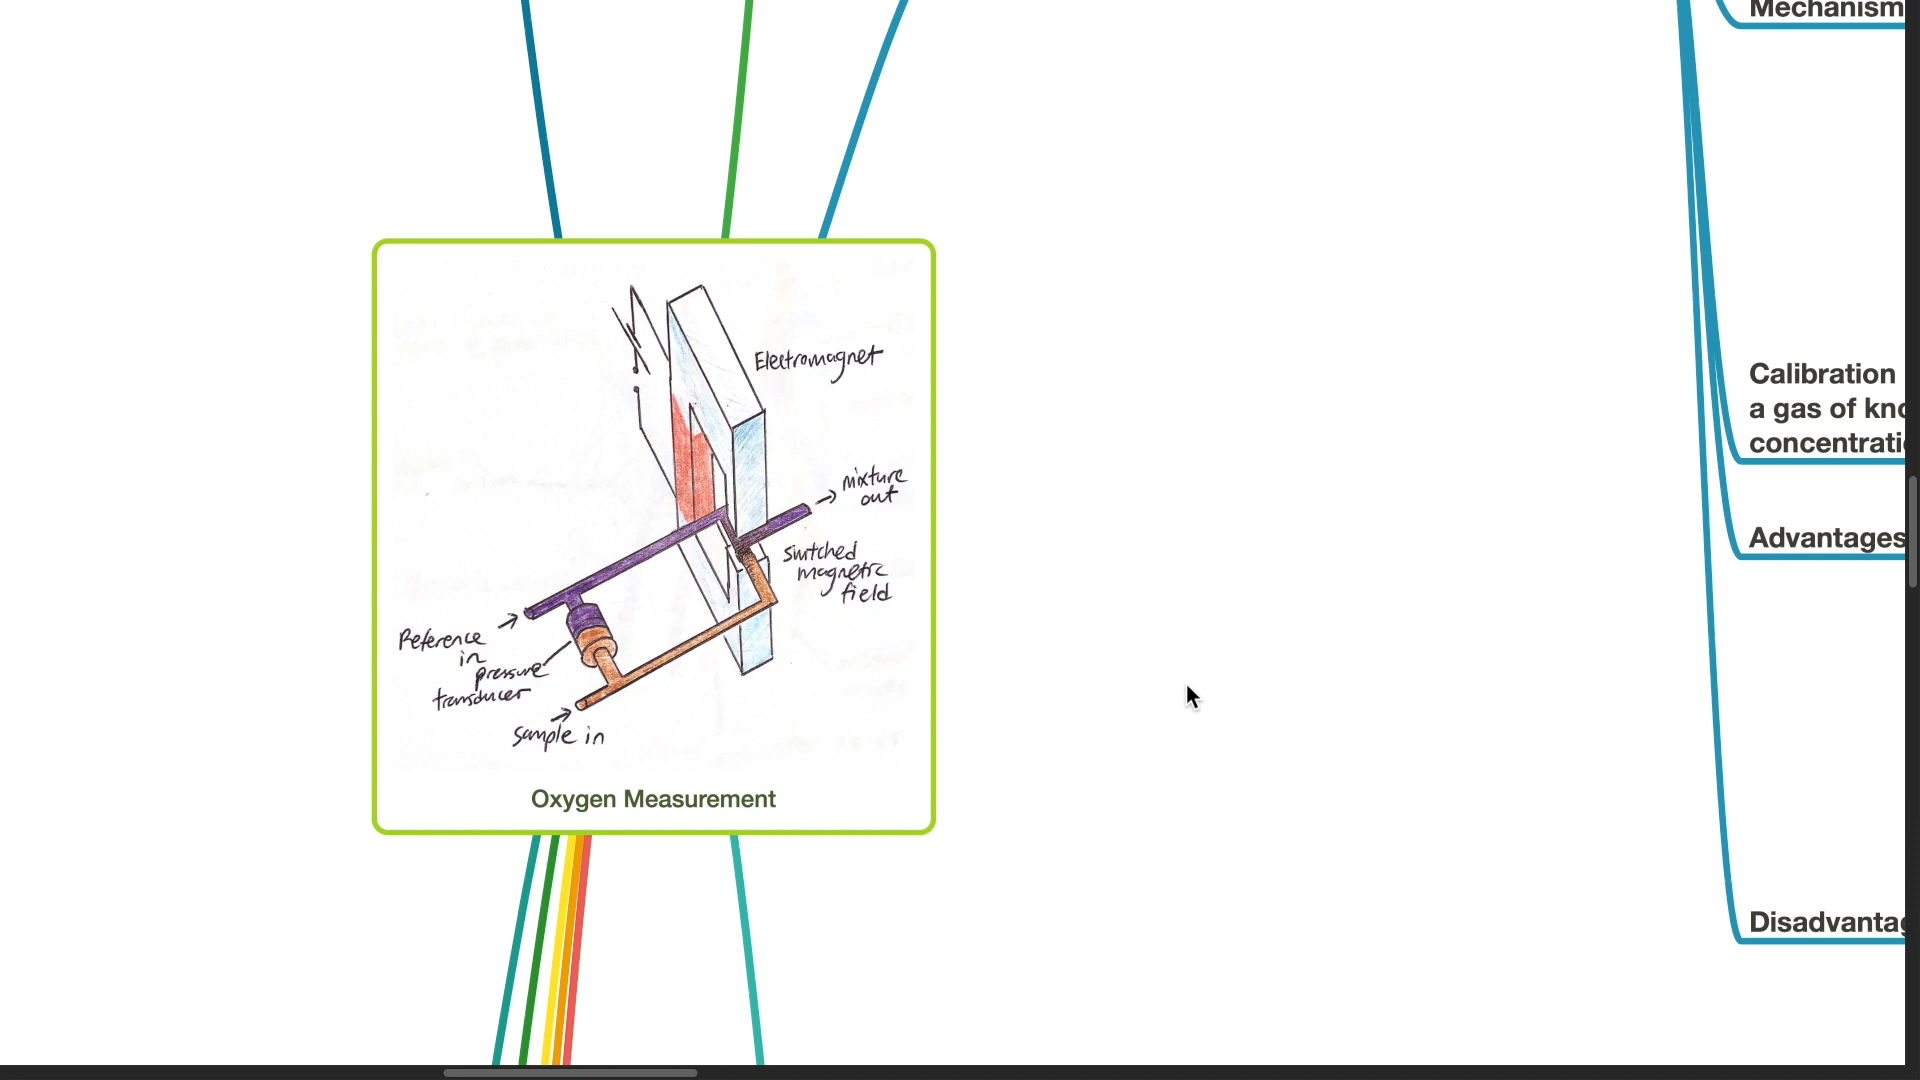 Mechanism
Electromagnet
mixture
out
switched
magnetic
field
Reference
in
pressure
transducer
sample in
Oxygen Measurement
Calibration
a gas of kno
concentrati
Advantages
Disadvantag